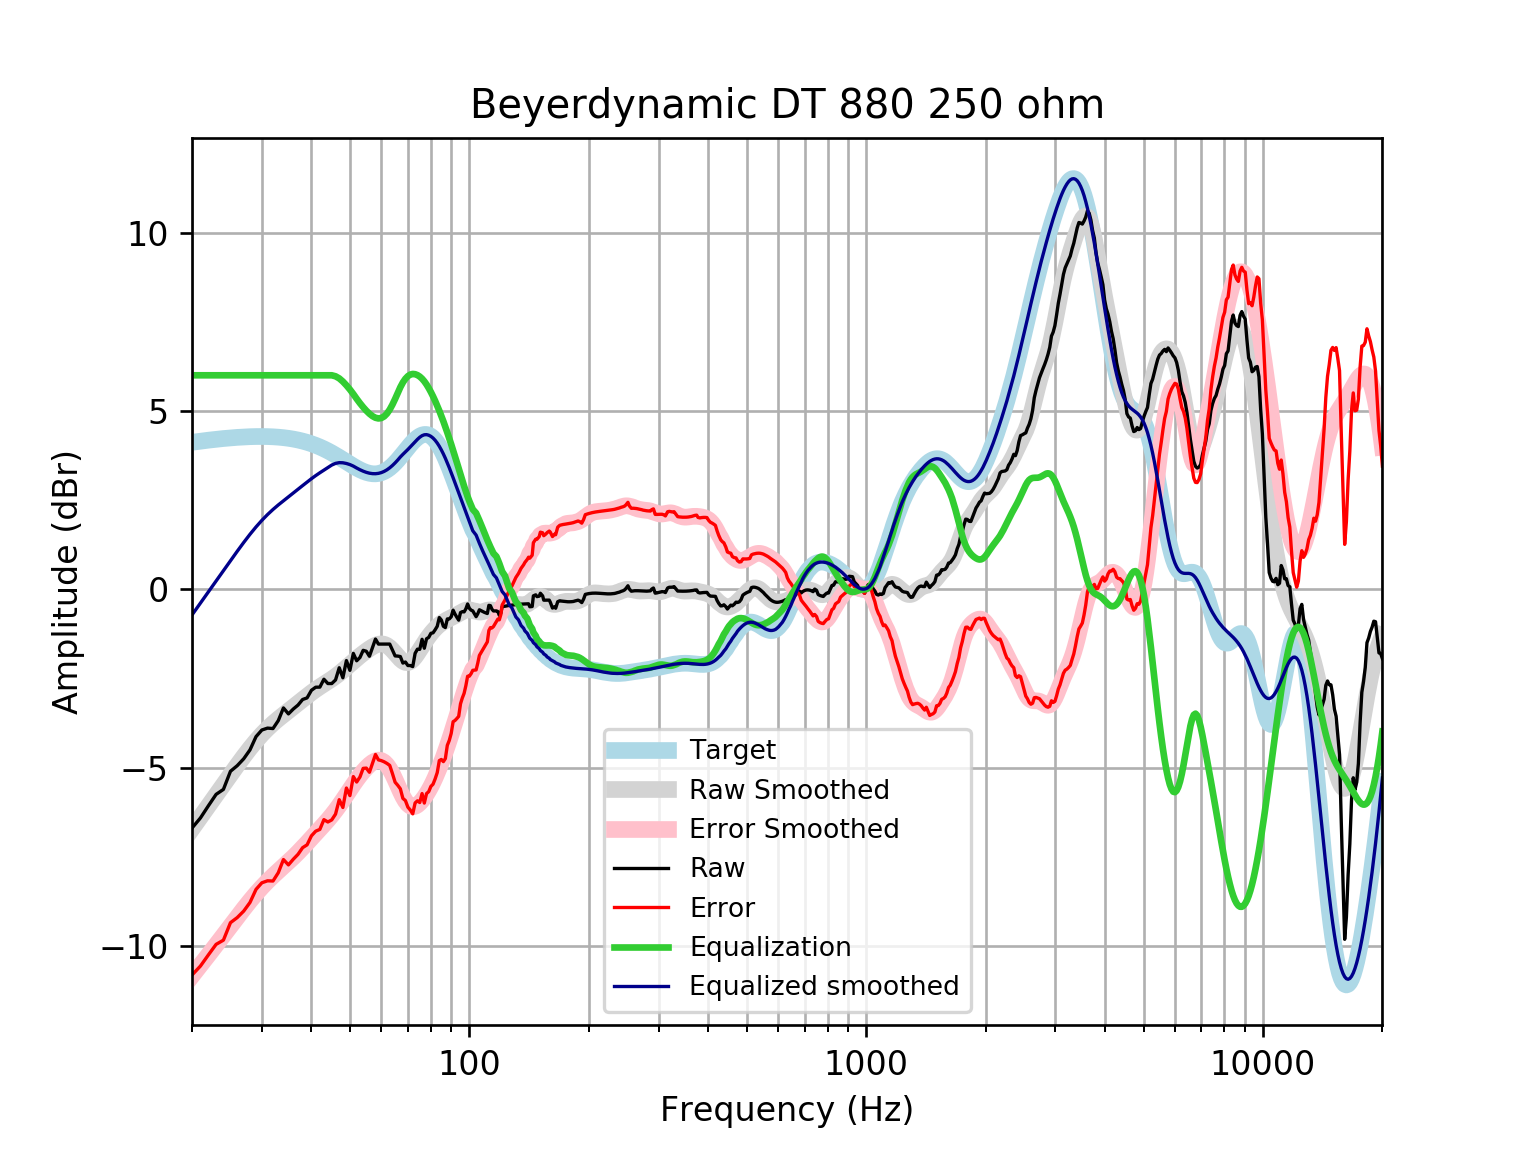 Beyerdynamic DT 880 250 ohm
Amplitude (dBr)
10
5
0
−5
−10
Target
Raw Smoothed
Error Smoothed
Raw
Error
Equalization
Equalized smoothed
100 1000 10000
Frequency (Hz)